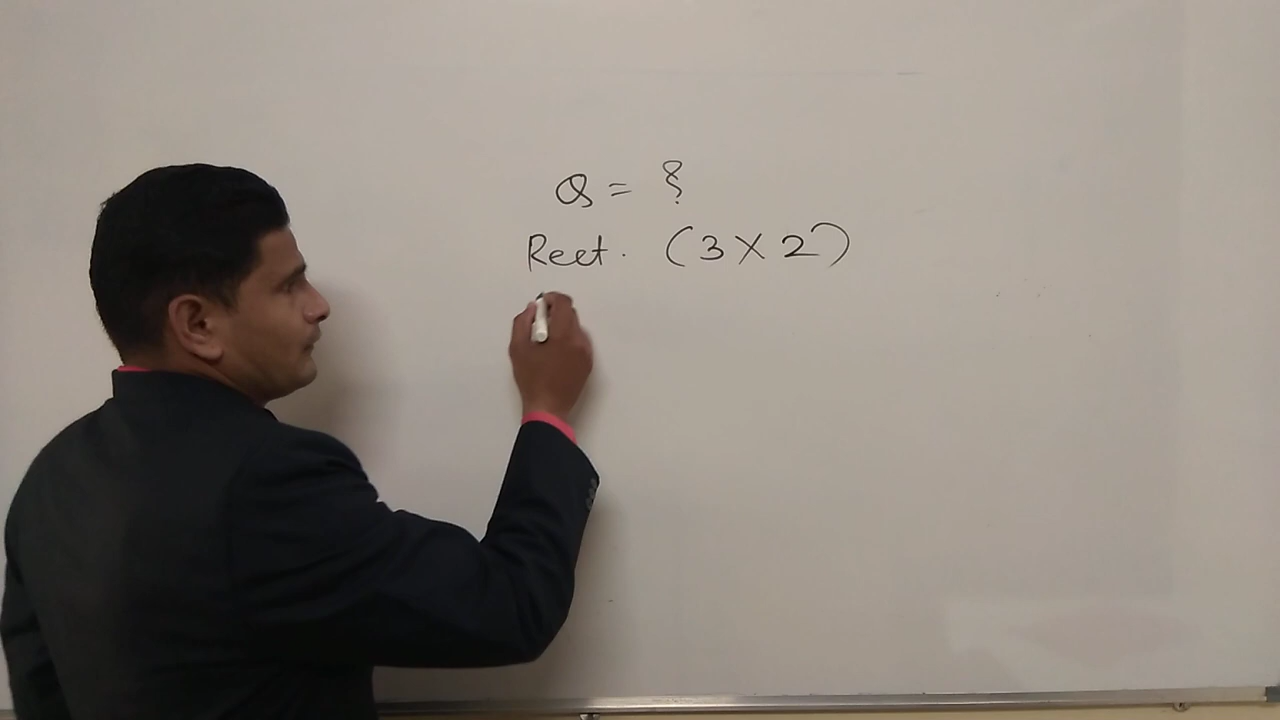 Q = ?
Rect. (3 X 2)